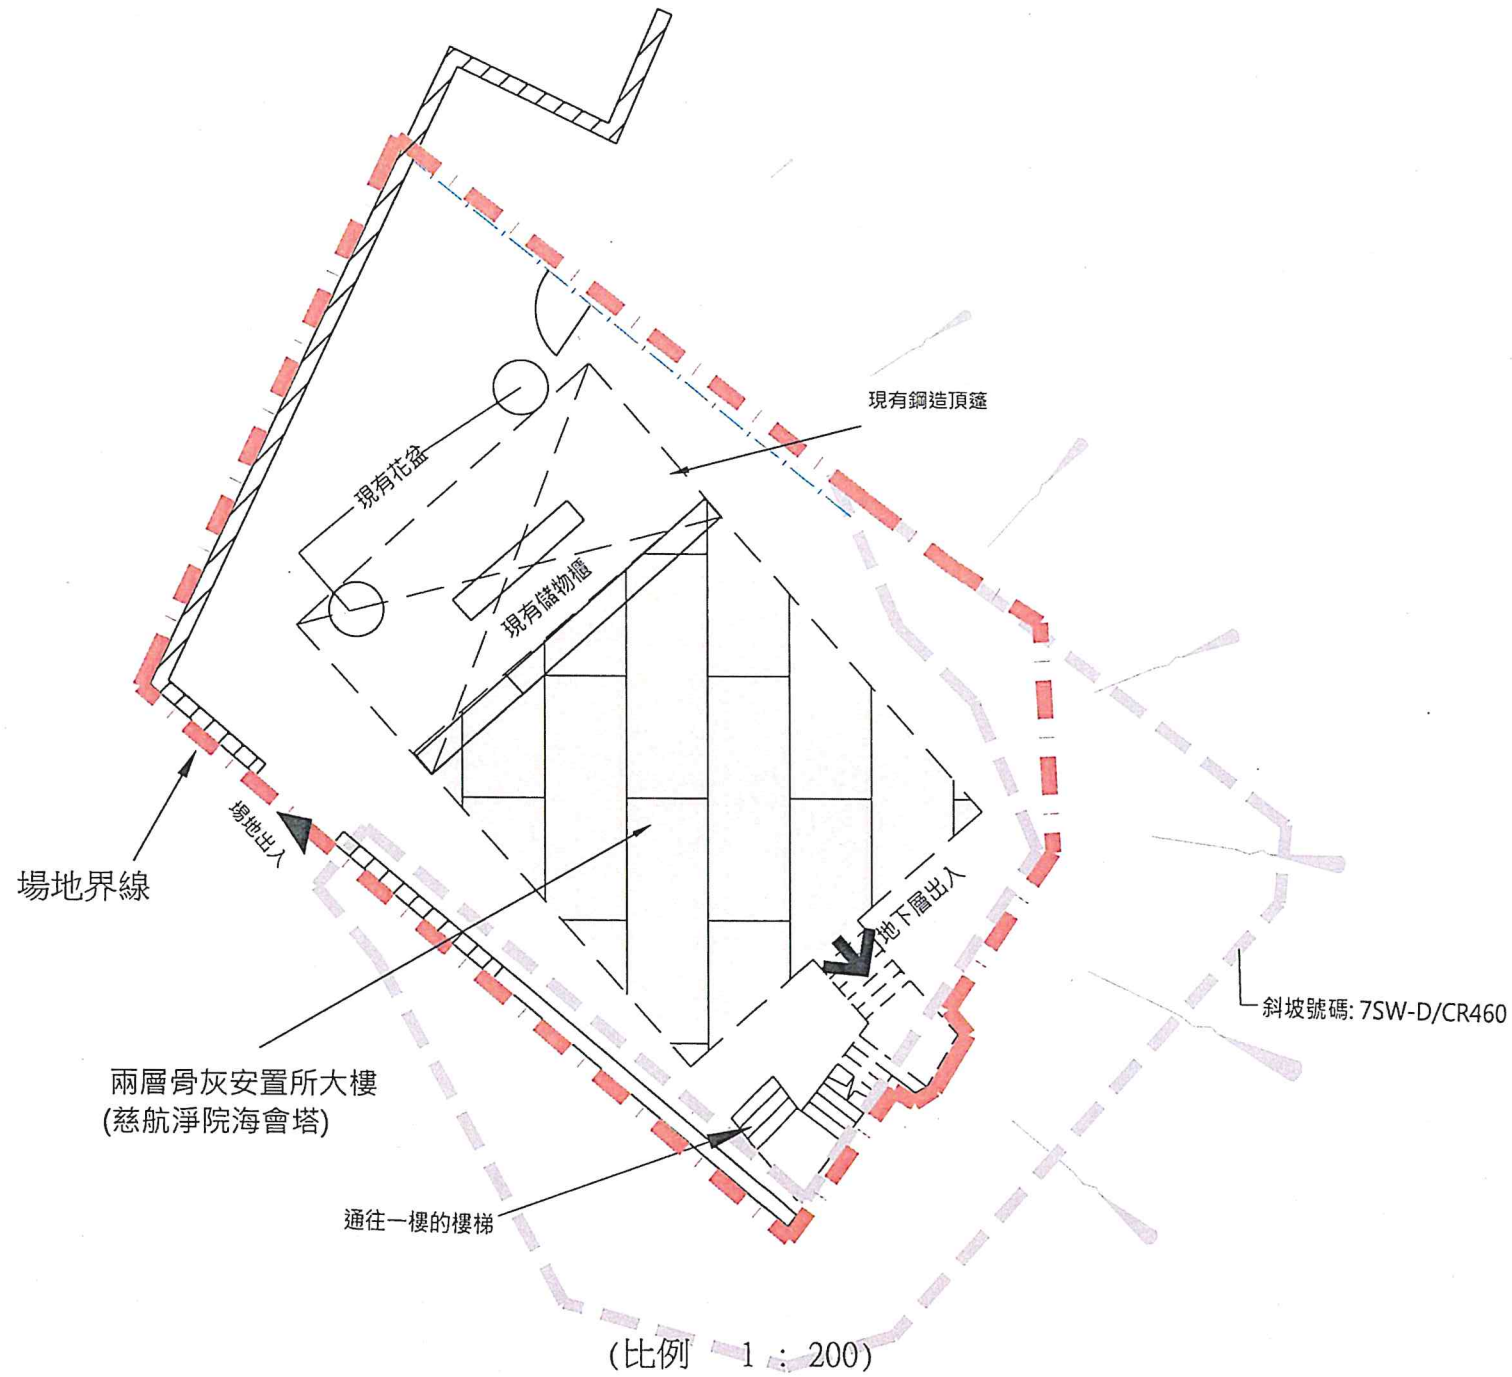 現有鋼造頂篷
現有花盆
現有儲物櫃
場地出入
場地界線
地下層出入
斜坡號碼: 7SW-D/CR460
兩層骨灰安置所大樓
(慈航淨院海會塔)
通往一樓的樓梯
(比例 1 : 200)